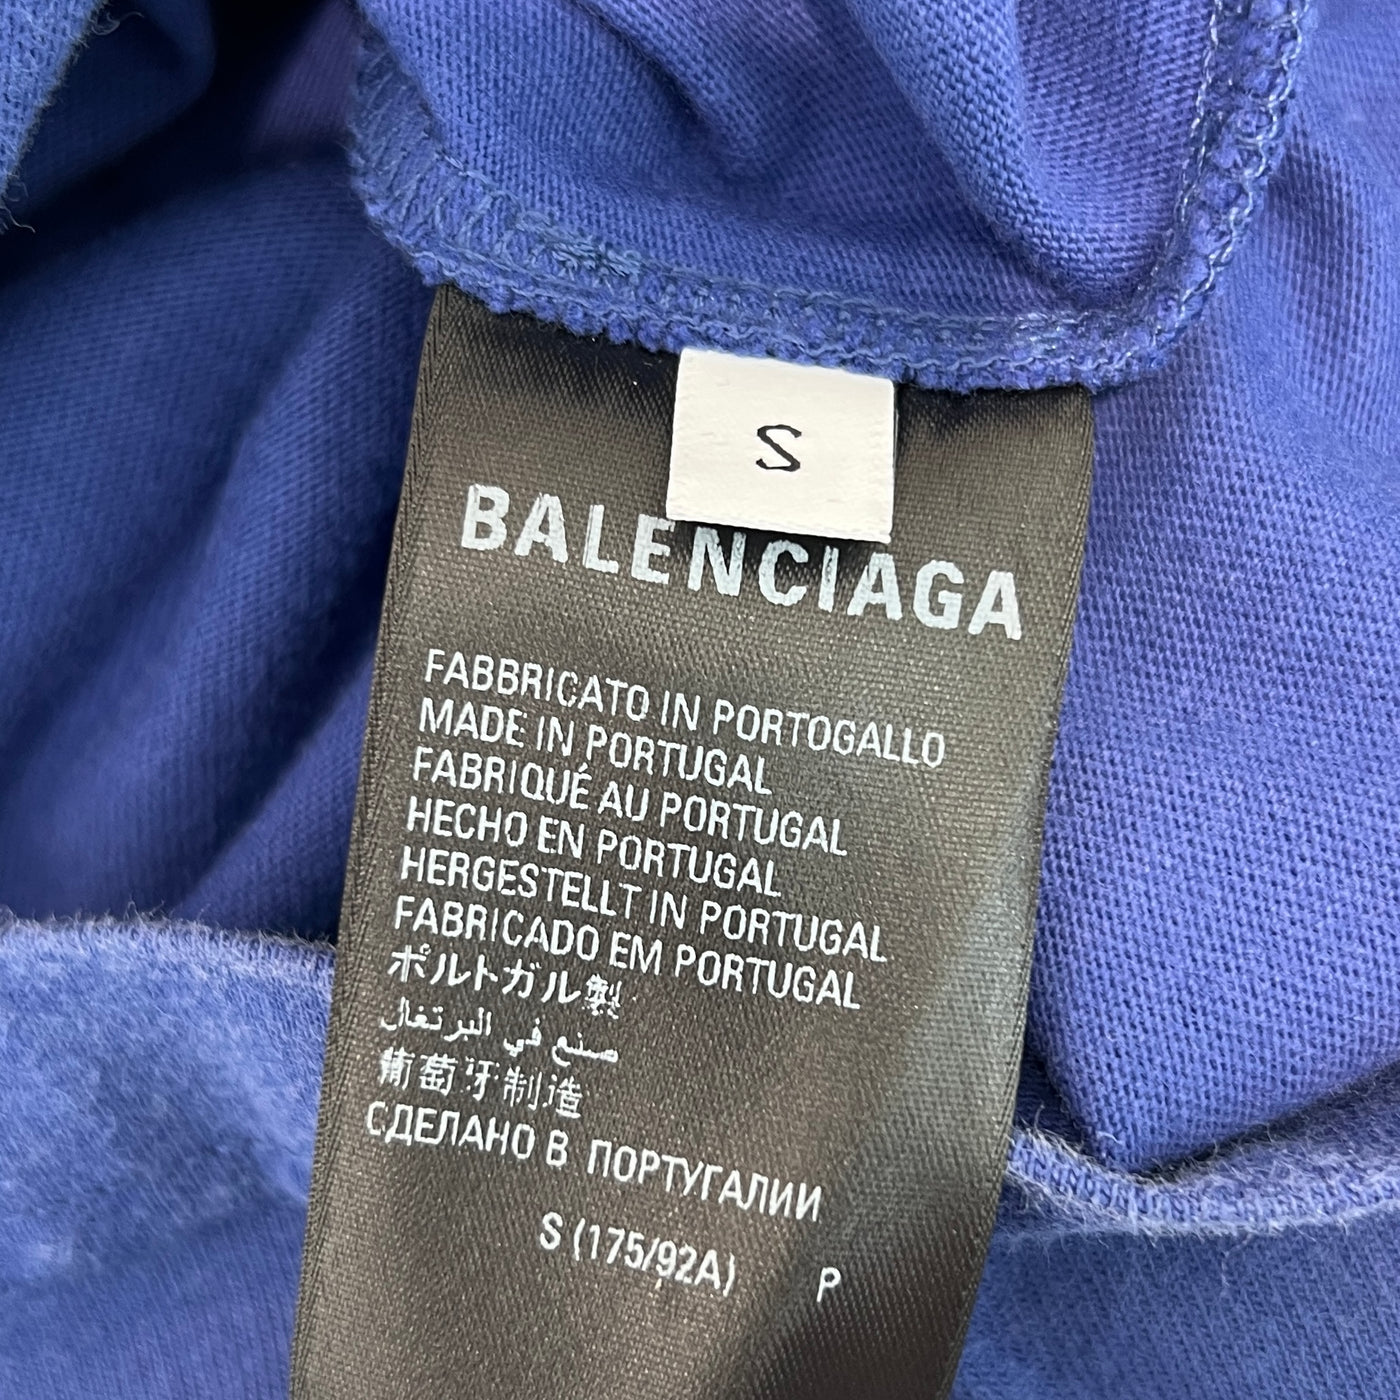 S
BALENCIAGA
FABBRICATO IN PORTOGALLO
MADE IN PORTUGAL
FABRIQUÉ AU PORTUGAL
HECHO EN PORTUGAL
HERGESTELLT IN PORTUGAL
FABRICADO EM PORTUGAL
ポルトガル製
صنع في البرتغال
葡萄牙制造
СДЕЛАНО В ПОРТУГАЛИИ
S (175/92A) P